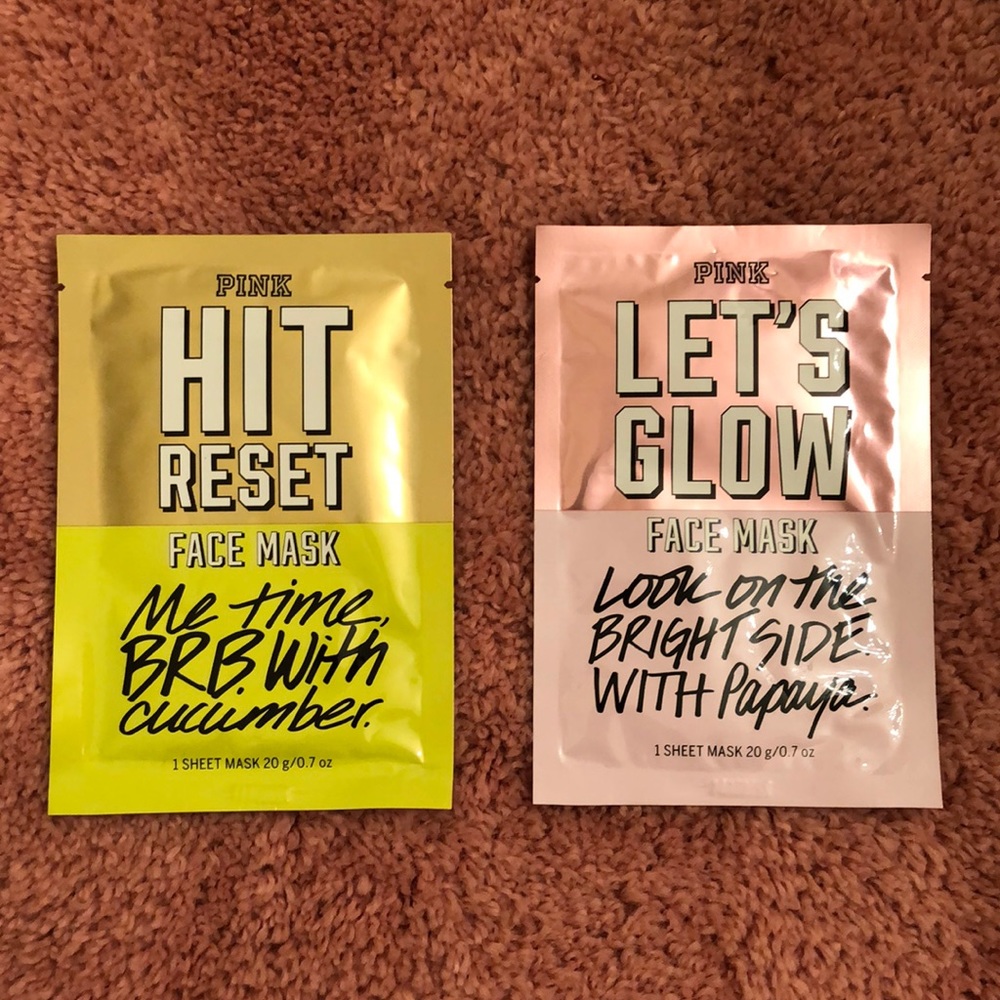 PINK
HIT
RESET
FACE MASK
Me time,
BRB. With
cucumber.
1 SHEET MASK 20 g/0.7 oz
PINK
LET'S
GLOW
FACE MASK
Look on the
BRIGHT SIDE.
WITH Papaya.
1 SHEET MASK 20 g/0.7 oz